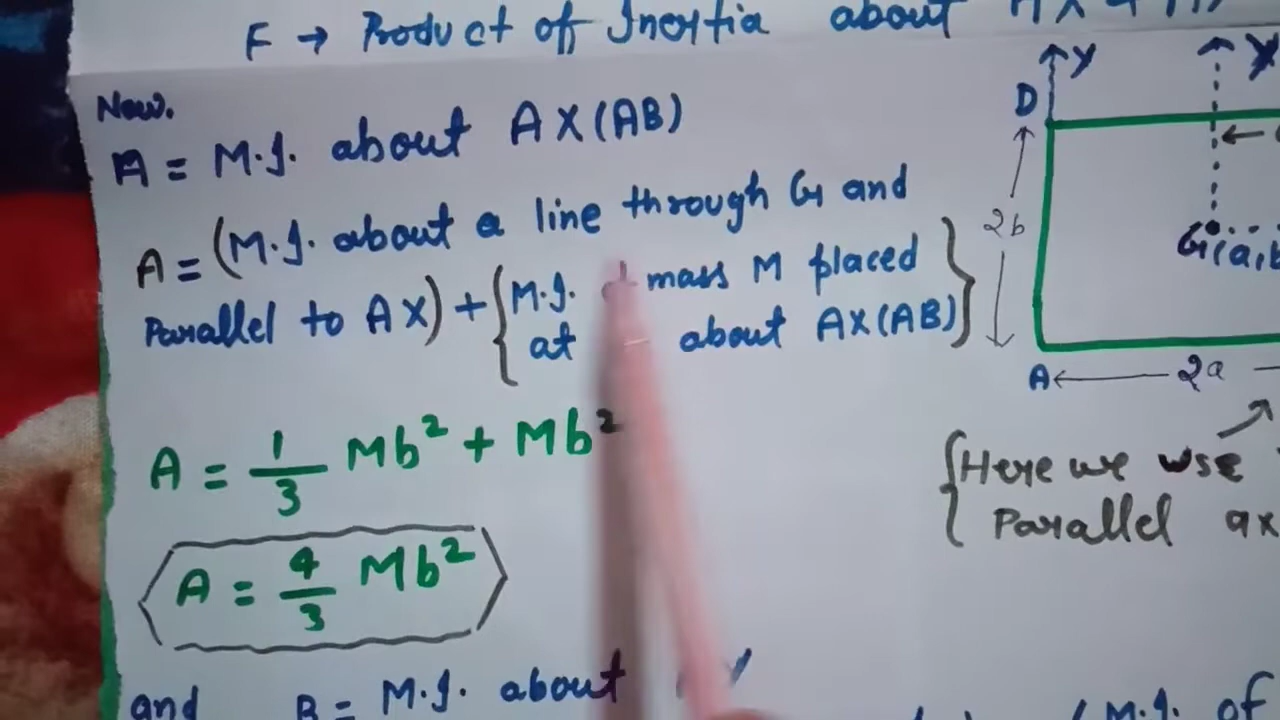 F → Product of Inertia about
Now.
A = M.I. about AX(AB)
A = (M.I. about a line through G and
Parallel to AX) + {M.I. mass M placed
at about AX(AB)}
A = 1/3 Mb² + Mb²
A = 4/3 Mb²
and B = M.I. about
D
Y
2b
G(a,b
A ← 2a
{Here we use
Parallel ax
(M.I. of